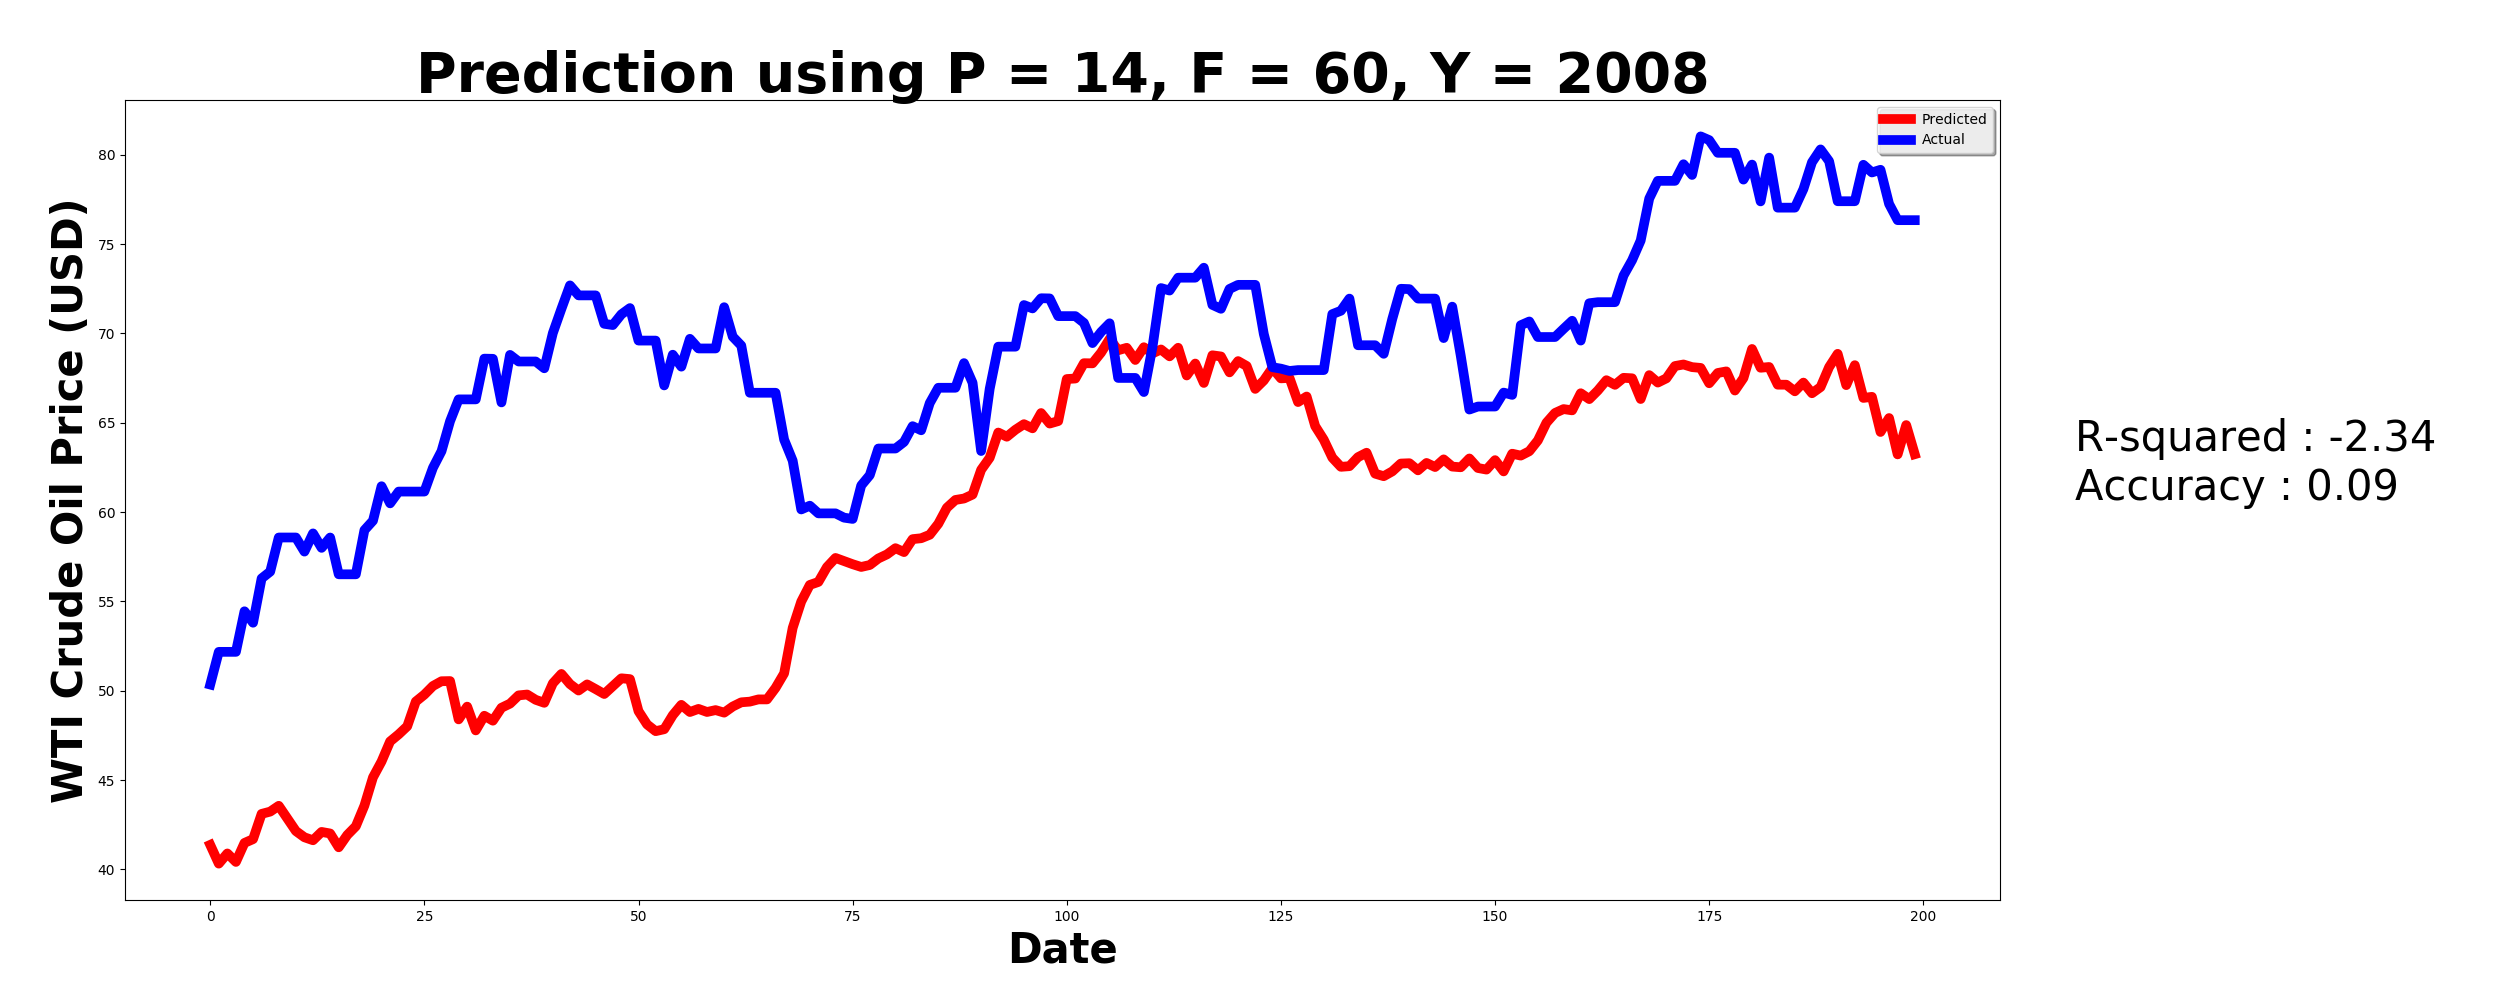 Prediction using P = 14, F = 60, Y = 2008
Predicted
Actual
WTI Crude Oil Price (USD)
80
75
70
65
60
55
50
45
40
0 25 50 75 100 125 150 175 200
Date
R-squared : -2.34
Accuracy : 0.09